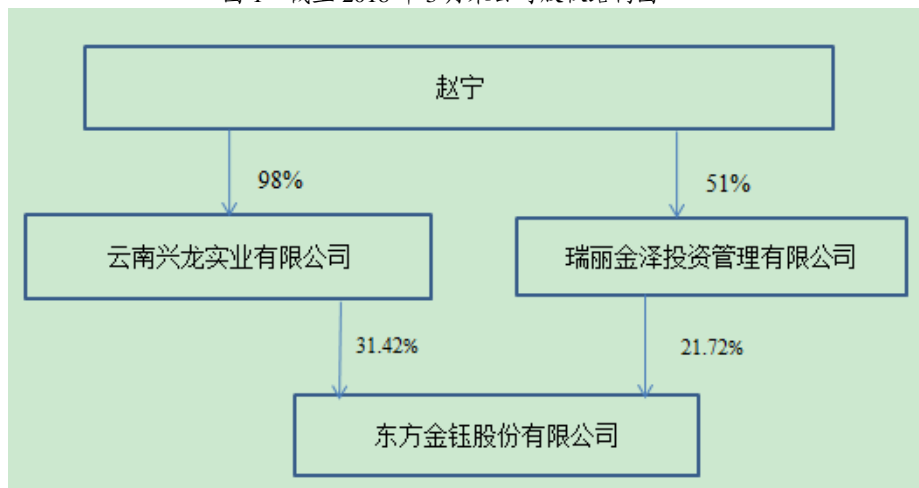 赵宁
98%
51%
云南兴龙实业有限公司
瑞丽金泽投资管理有限公司
31.42%
21.72%
东方金钰股份有限公司